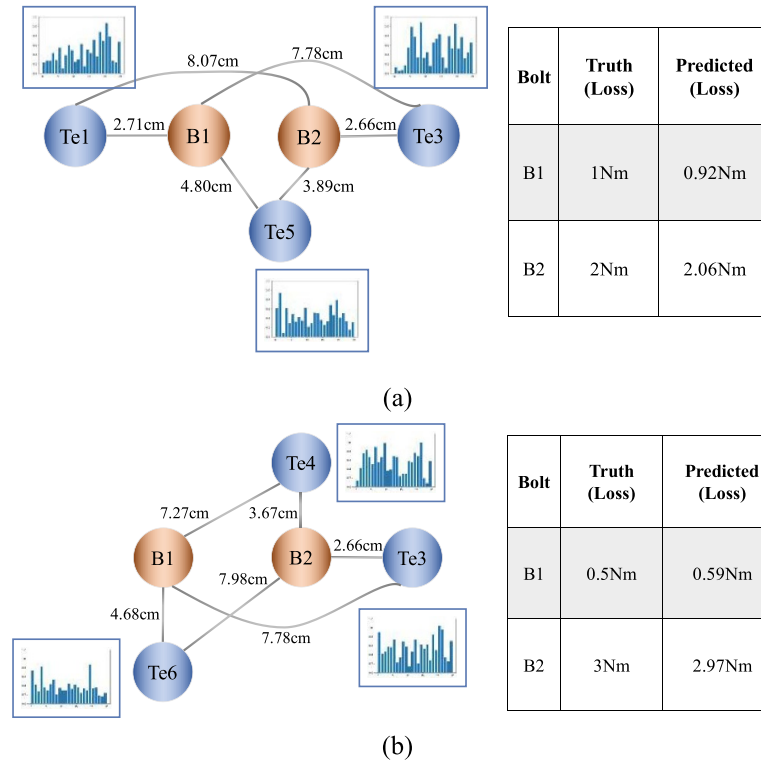 8.07cm
7.78cm
Te1
2.71cm
B1
B2
2.66cm
Te3
4.80cm
3.89cm
Te5
Bolt
Truth
(Loss)
Predicted
(Loss)
B1
1Nm
0.92Nm
B2
2Nm
2.06Nm
(a)
Te4
7.27cm
3.67cm
B1
B2
2.66cm
Te3
7.98cm
4.68cm
7.78cm
Te6
Bolt
Truth
(Loss)
Predicted
(Loss)
B1
0.5Nm
0.59Nm
B2
3Nm
2.97Nm
(b)